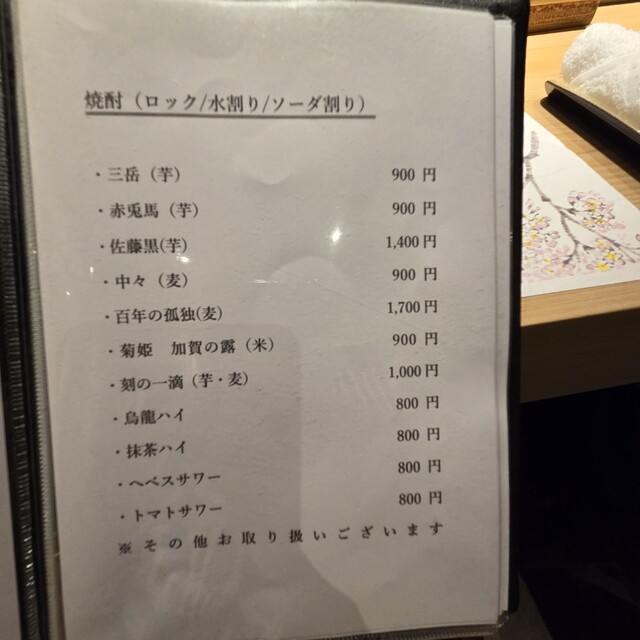 焼酎（ロック/水割り/ソーダ割り）
・三岳（芋） 900 円
・赤兎馬（芋） 900 円
・佐藤黒(芋) 1,400円
・中々（麦） 900 円
・百年の孤独(麦) 1,700円
・菊姫　加賀の露（米） 900 円
・刻の一滴（芋・麦） 1,000円
・烏龍ハイ 800 円
・抹茶ハイ 800 円
・ヘベスサワー 800 円
・トマトサワー 800 円
※その他お取り扱いございます